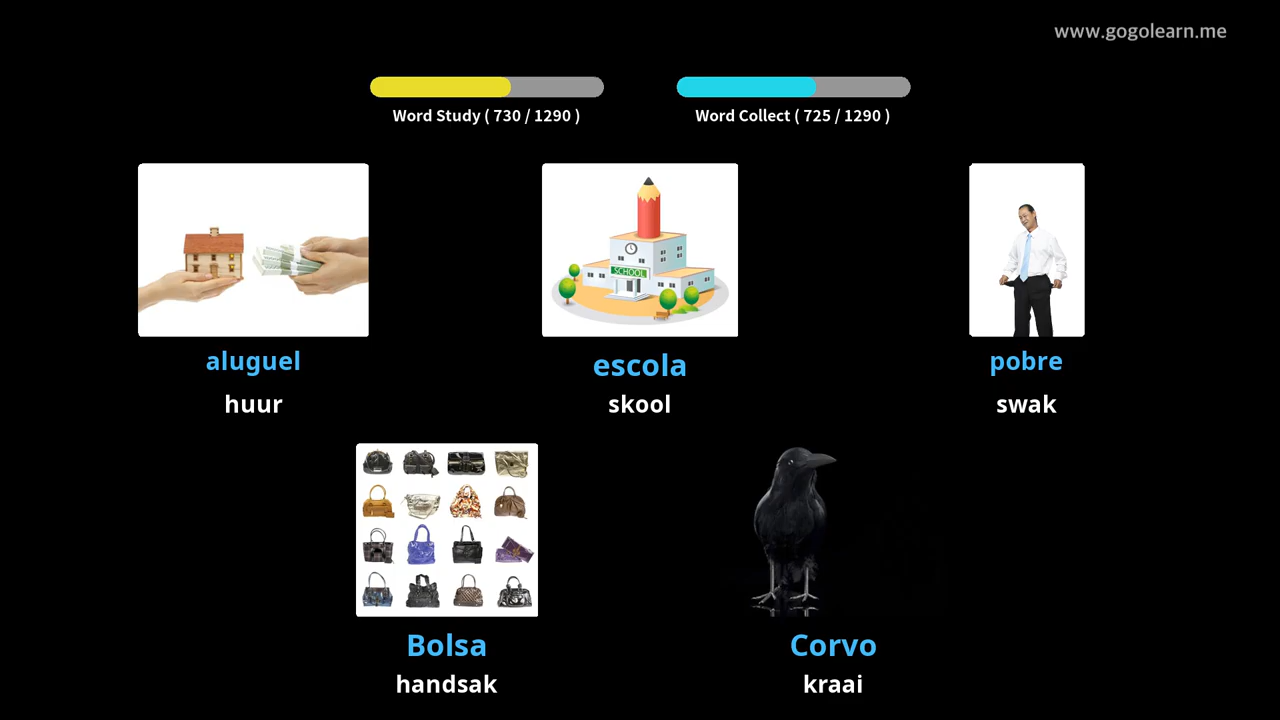 www.gogolearn.me
Word Study ( 730 / 1290 )
Word Collect ( 725 / 1290 )
SCHOOL
aluguel
escola
pobre
huur
skool
swak
Bolsa
Corvo
handsak
kraai